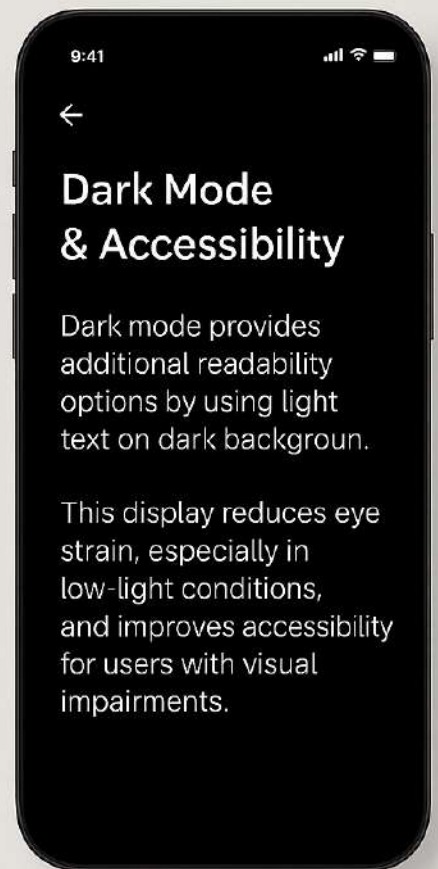 9:41
Dark Mode
& Accessibility
Dark mode provides
additional readability
options by using light
text on dark backgroun.
This display reduces eye
strain, especially in
low-light conditions,
and improves accessibility
for users with visual
impairments.